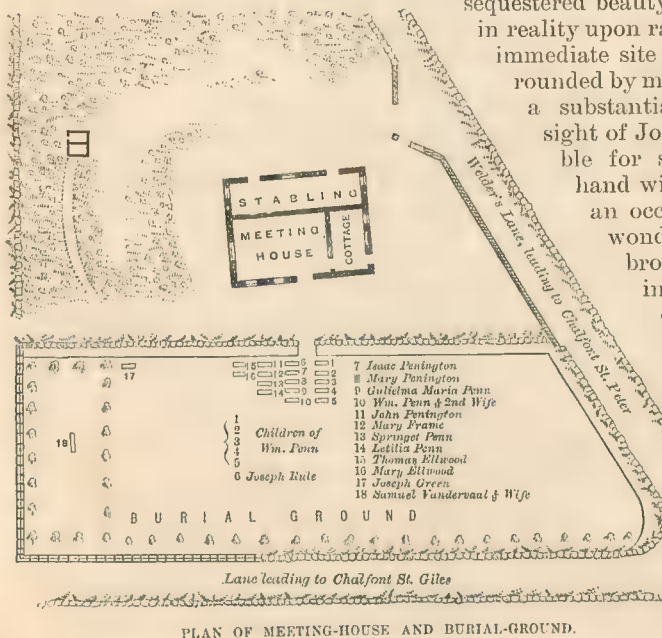 sequestered beauty
in reality upon ra
immediate site
rounded by m
a substantia
sight of Jo
ble for s
hand wi
an occ
wond
bro
in
STABLING
MEETING
HOUSE
COTTAGE
Welder's Lane, leading to Chalfont St. Peter
17
15 11 6 1
16 12 7 2
13 8 3
14 9 4
10 5
18
1
2
3
4
5
Children of
Wm. Penn
6 Joseph Rule
7 Isaac Penington
8 Mary Penington
9 Gulielma Maria Penn
10 Wm. Penn & 2nd Wife
11 John Penington
12 Mary Frame
13 Springet Penn
14 Letitia Penn
15 Thomas Ellwood
16 Mary Ellwood
17 Joseph Green
18 Samuel Vandervaal & Wife
BURIAL GROUND
Lane leading to Chalfont St. Giles
PLAN OF MEETING-HOUSE AND BURIAL-GROUND.